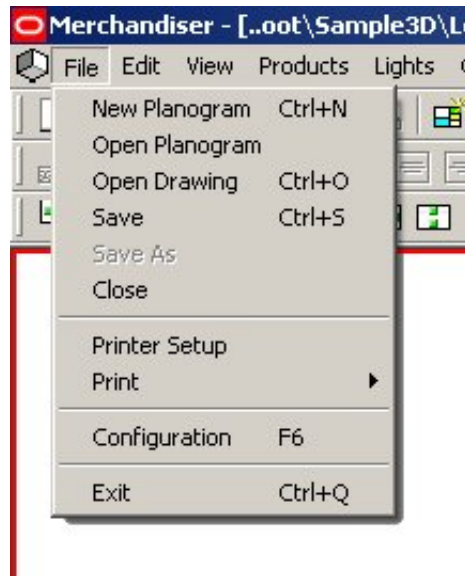 Merchandiser - [..oot\Sample3D\L
File Edit View Products Lights
New Planogram Ctrl+N
Open Planogram
Open Drawing Ctrl+O
Save Ctrl+S
Save As
Close
Printer Setup
Print
Configuration F6
Exit Ctrl+Q